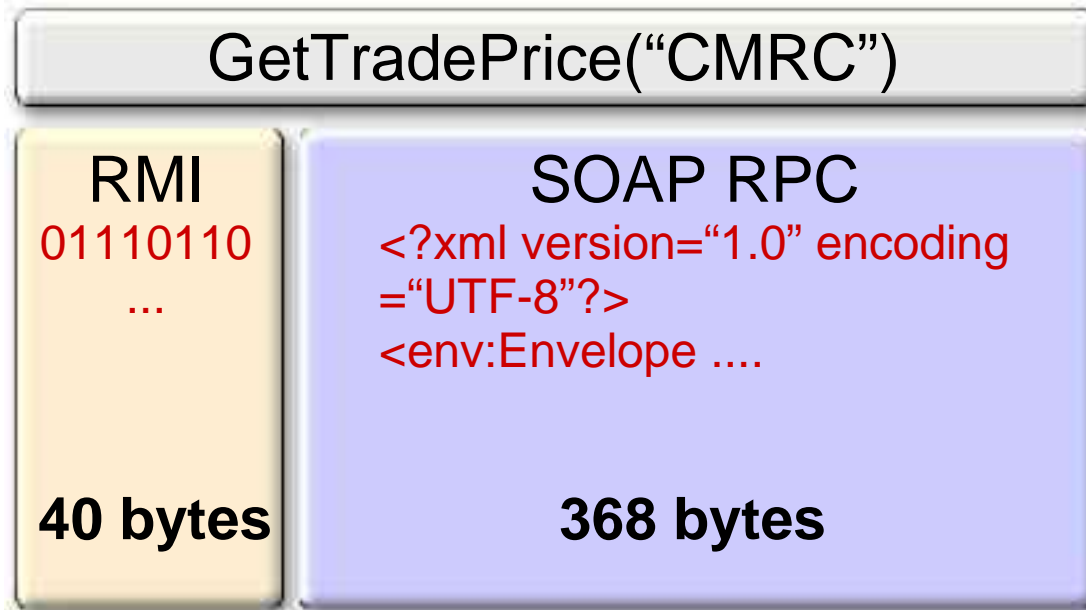 GetTradePrice(“CMRC”)
RMI
01110110
...
40 bytes
SOAP RPC
<?xml version=“1.0” encoding
=“UTF-8”?>
<env:Envelope ....
368 bytes